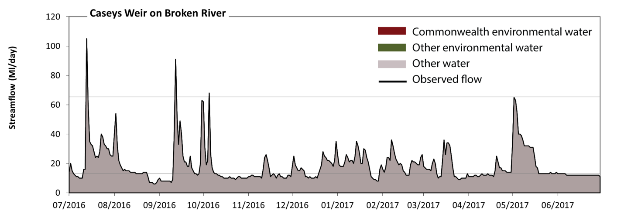 Caseys Weir on Broken River
Streamflow (Ml/day)
120
100
80
60
40
20
0
Commonwealth environmental water
Other environmental water
Other water
Observed flow
07/2016 08/2016 09/2016 10/2016 11/2016 12/2016 01/2017 02/2017 03/2017 04/2017 05/2017 06/2017